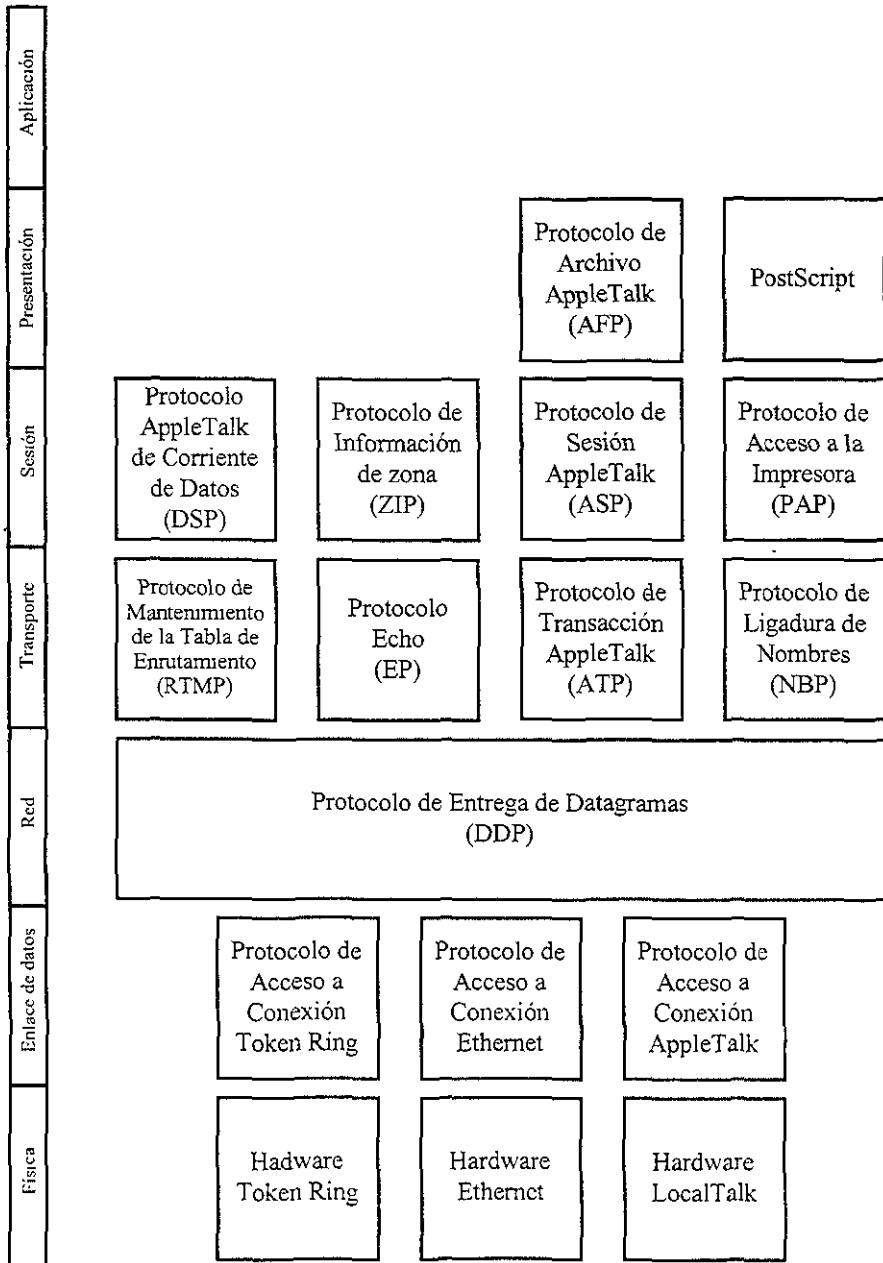 Aplicación
Presentación
Protocolo de
Archivo
AppleTalk
(AFP)
PostScript
Sesión
Protocolo
AppleTalk
de Corriente
de Datos
(DSP)
Protocolo de
Información
de zona
(ZIP)
Protocolo de
Sesión
AppleTalk
(ASP)
Protocolo de
Acceso a la
Impresora
(PAP)
Transporte
Protocolo de
Mantenimiento
de la Tabla de
Enrutamiento
(RTMP)
Protocolo
Echo
(EP)
Protocolo de
Transacción
AppleTalk
(ATP)
Protocolo de
Ligadura de
Nombres
(NBP)
Red
Protocolo de Entrega de Datagramas
(DDP)
Enlace de datos
Protocolo de
Acceso a
Conexión
Token Ring
Protocolo de
Acceso a
Conexión
Ethernet
Protocolo de
Acceso a
Conexión
AppleTalk
Física
Hadware
Token Ring
Hardware
Ethernet
Hardware
LocalTalk